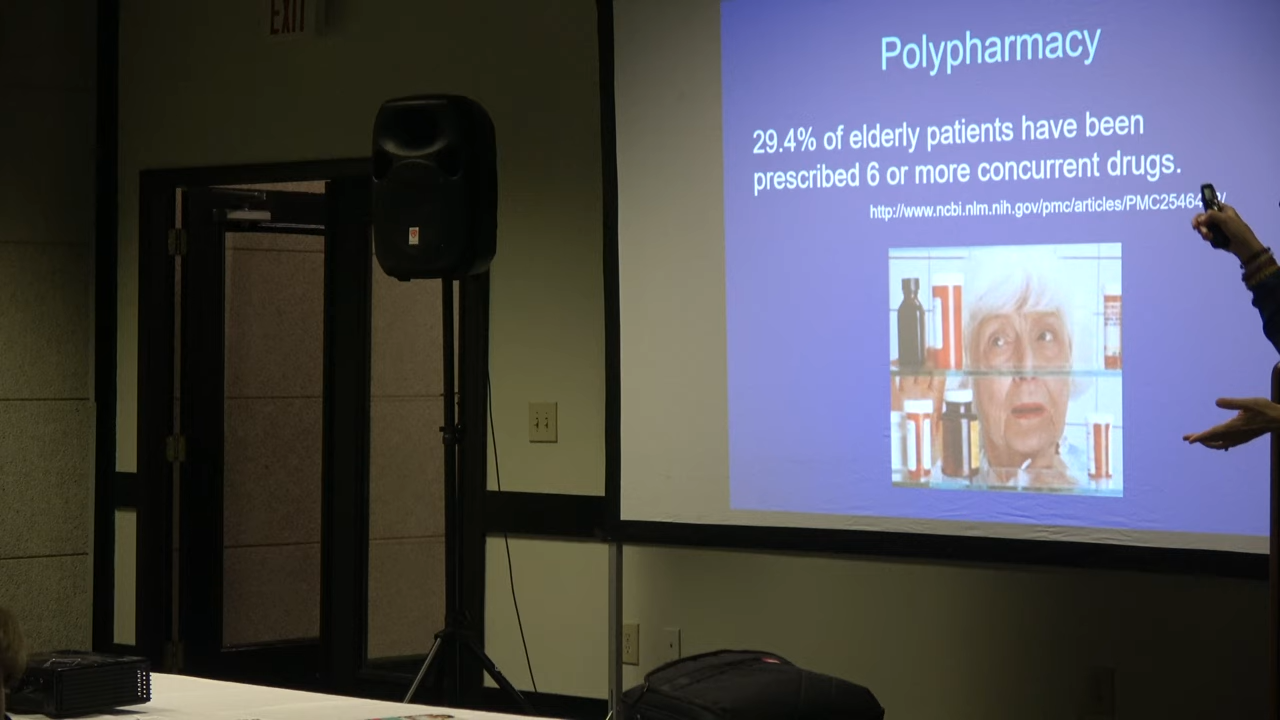 EXIT
Polypharmacy
29.4% of elderly patients have been
prescribed 6 or more concurrent drugs.